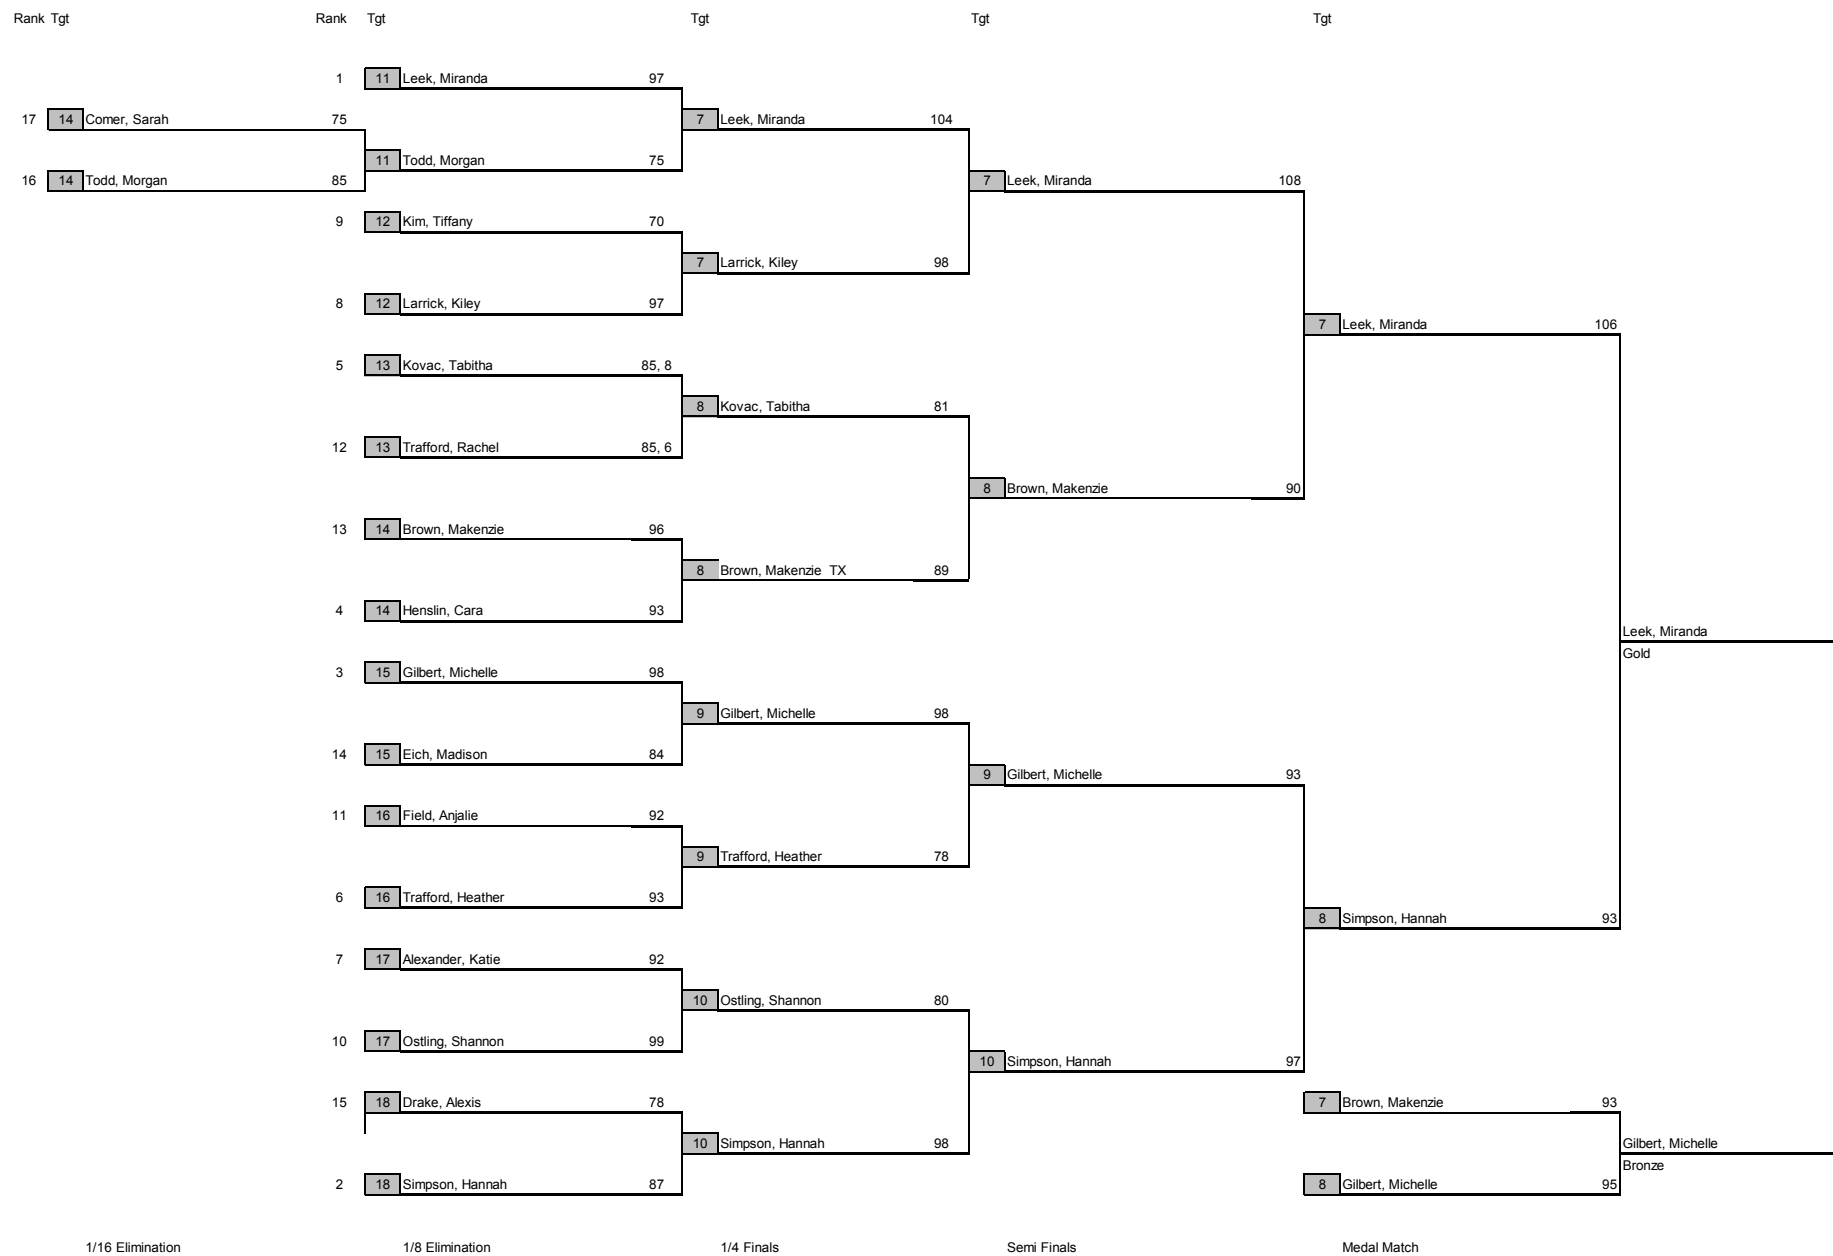 Rank Tgt Rank Tgt Tgt Tgt Tgt
1 11 Leek, Miranda 97
17 14 Comer, Sarah 75 7 Leek, Miranda 104
11 Todd, Morgan 75
16 14 Todd, Morgan 85 7 Leek, Miranda 108
9 12 Kim, Tiffany 70
7 Larrick, Kiley 98
8 12 Larrick, Kiley 97
7 Leek, Miranda 106
5 13 Kovac, Tabitha 85, 8
8 Kovac, Tabitha 81
12 13 Trafford, Rachel 85, 6
8 Brown, Makenzie 90
13 14 Brown, Makenzie 96
8 Brown, Makenzie TX 89
4 14 Henslin, Cara 93
Leek, Miranda
Gold
3 15 Gilbert, Michelle 98
9 Gilbert, Michelle 98
14 15 Eich, Madison 84
9 Gilbert, Michelle 93
11 16 Field, Anjalie 92
9 Trafford, Heather 78
6 16 Trafford, Heather 93
8 Simpson, Hannah 93
7 17 Alexander, Katie 92
10 Ostling, Shannon 80
10 17 Ostling, Shannon 99
10 Simpson, Hannah 97
15 18 Drake, Alexis 78 7 Brown, Makenzie 93
10 Simpson, Hannah 98 Gilbert, Michelle
Bronze
2 18 Simpson, Hannah 87 8 Gilbert, Michelle 95
1/16 Elimination 1/8 Elimination 1/4 Finals Semi Finals Medal Match